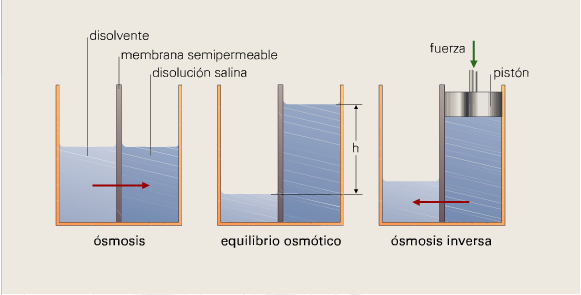 disolvente
membrana semipermeable
disolución salina
fuerza
pistón
h
ósmosis
equilibrio osmótico
ósmosis inversa